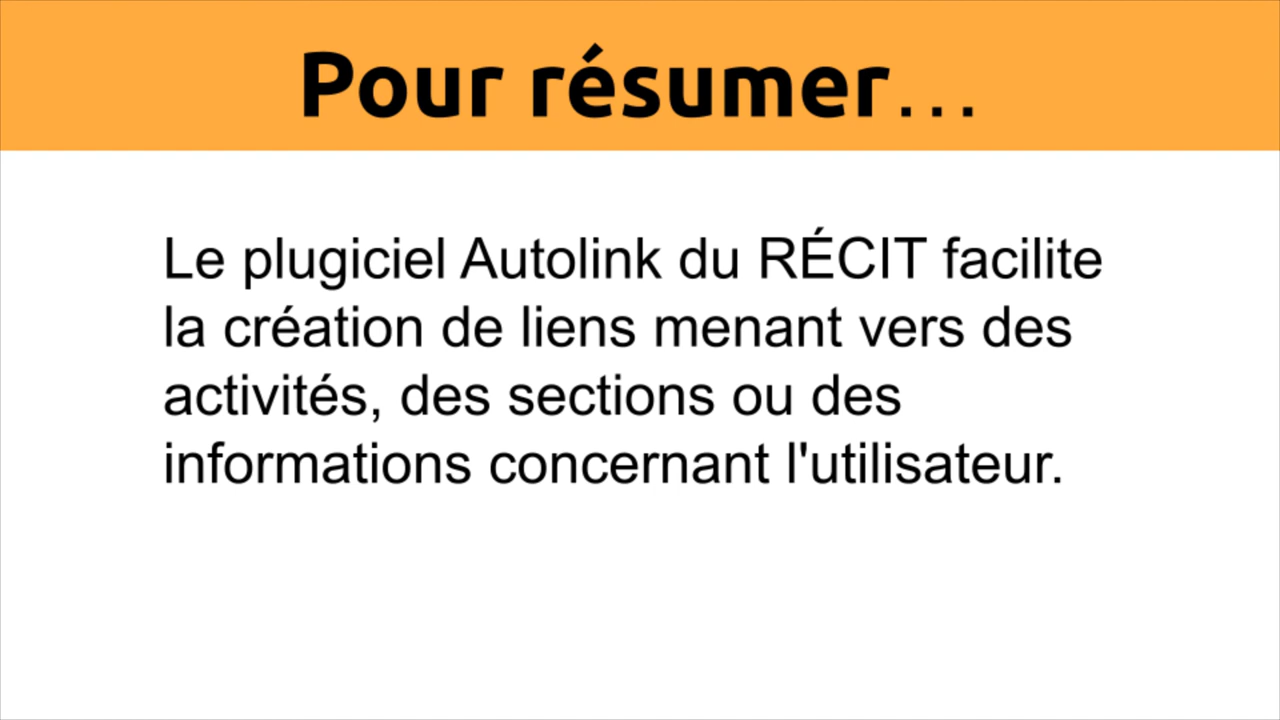 Pour résumer…
Le plugiciel Autolink du RÉCIT facilite
la création de liens menant vers des
activités, des sections ou des
informations concernant l'utilisateur.